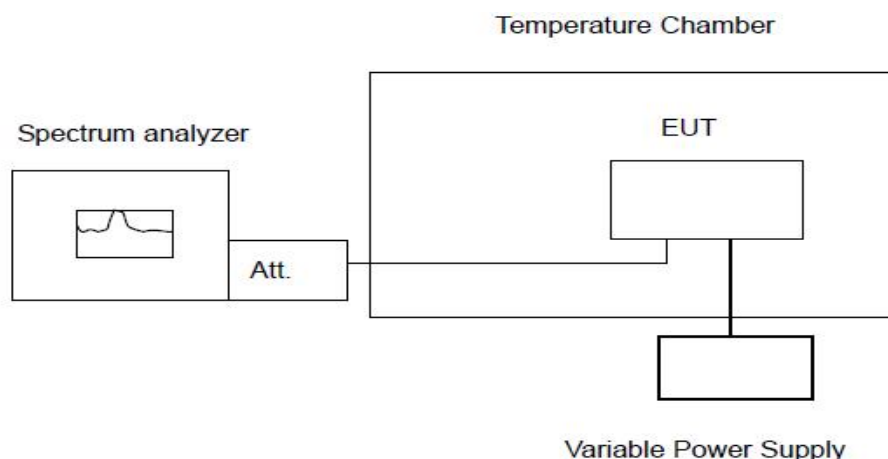 Temperature Chamber
Spectrum analyzer
EUT
Att.
Variable Power Supply